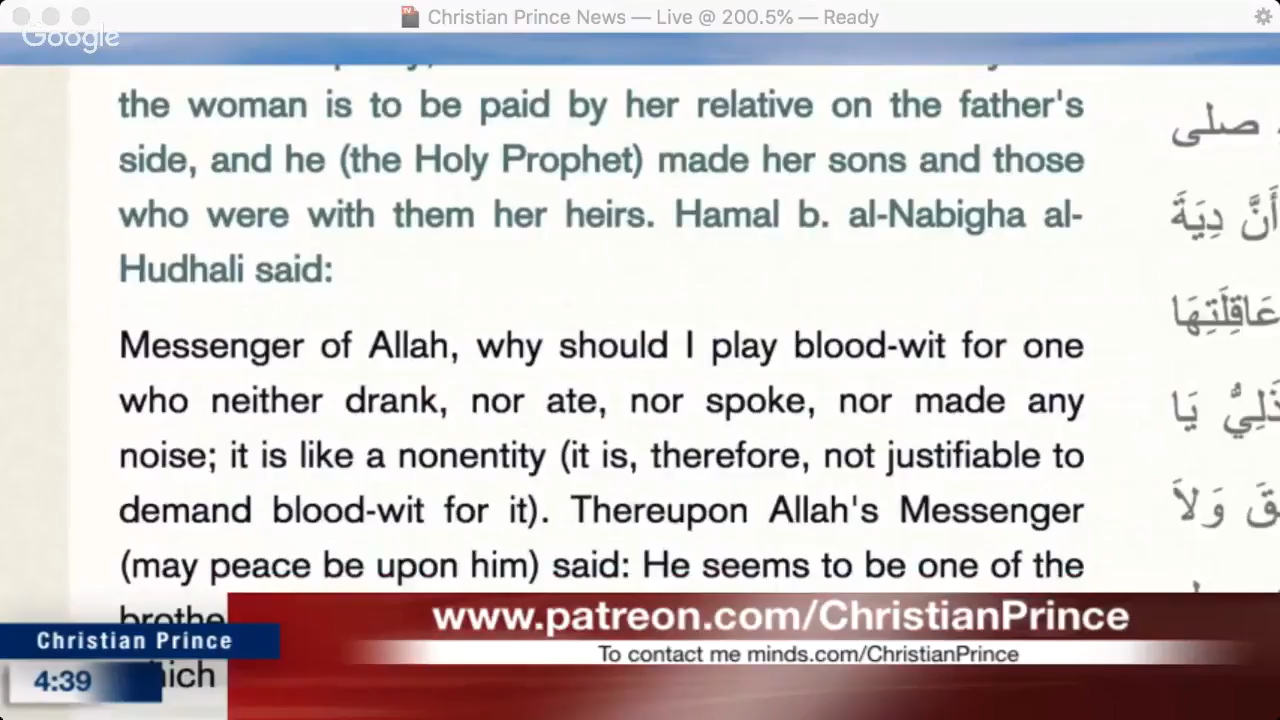 Christian Prince News — Live @ 200.5% — Ready
Google
the woman is to be paid by her relative on the father's
side, and he (the Holy Prophet) made her sons and those
who were with them her heirs. Hamal b. al-Nabigha al-
Hudhali said:
Messenger of Allah, why should I play blood-wit for one
who neither drank, nor ate, nor spoke, nor made any
noise; it is like a nonentity (it is, therefore, not justifiable to
demand blood-wit for it). Thereupon Allah's Messenger
(may peace be upon him) said: He seems to be one of the
صلى
أَنَّ دِيَةَ
عَاقِلَتِهَا
يَا
وَلاَ
www.patreon.com/ChristianPrince
To contact me minds.com/ChristianPrince
Christian Prince
4:39